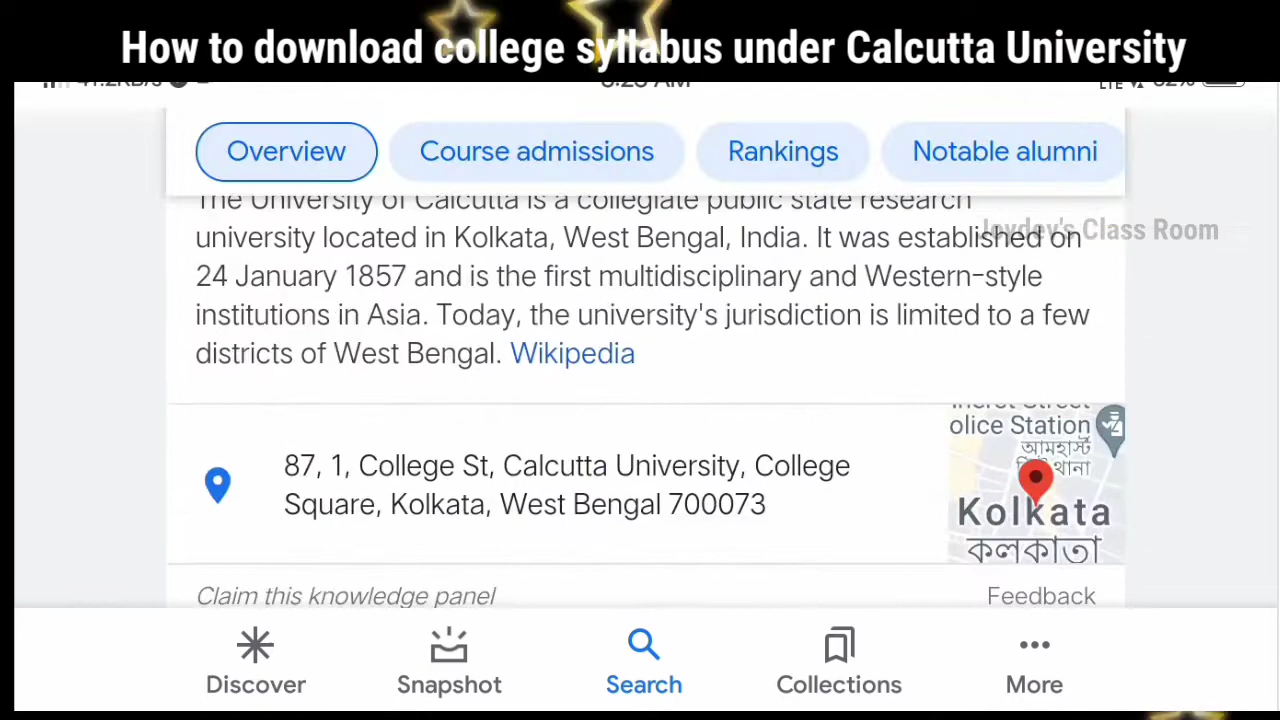 How to download college syllabus under Calcutta University
LTE
Overview
Course admissions
Rankings
Notable alumni
The University of Calcutta is a collegiate public state research
Joydev's Class Room
university located in Kolkata, West Bengal, India. It was established on
24 January 1857 and is the first multidisciplinary and Western-style
institutions in Asia. Today, the university's jurisdiction is limited to a few
districts of West Bengal. Wikipedia
87, 1, College St, Calcutta University, College
Square, Kolkata, West Bengal 700073
olice Station
আমহার্স্ট
থানা
Kolkata
কলকাতা
Claim this knowledge panel
Feedback
Discover
Snapshot
Search
Collections
More